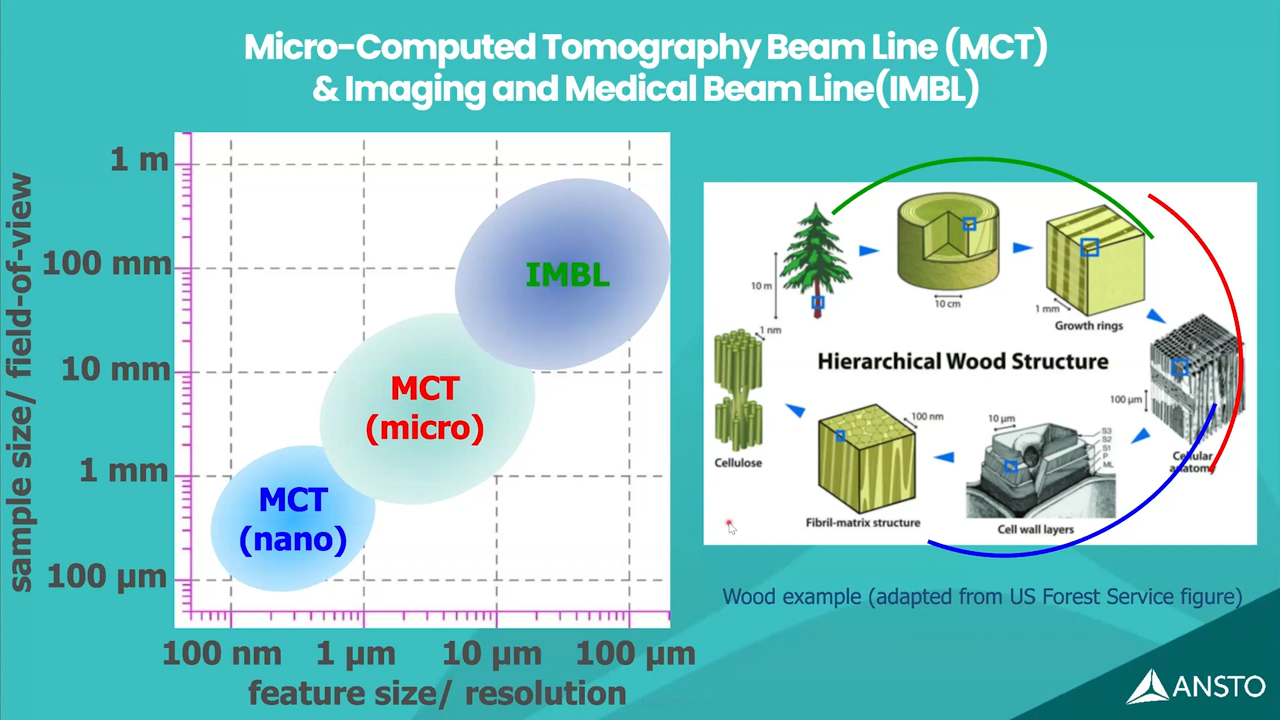 Micro-Computed Tomography Beam Line (MCT)
& Imaging and Medical Beam Line(IMBL)
sample size/ field-of-view
1 m
100 mm
10 mm
1 mm
100 µm
IMBL
MCT
(micro)
MCT
(nano)
100 nm 1 µm 10 µm 100 µm
feature size/ resolution
10 m
10 cm
1 mm
Growth rings
1 nm
Hierarchical Wood Structure
100 µm
Cellular
anatomy
10 µm
S3
S2
S1
P
ML
Cell wall layers
100 nm
Fibril-matrix structure
Cellulose
Wood example (adapted from US Forest Service figure)
ANSTO